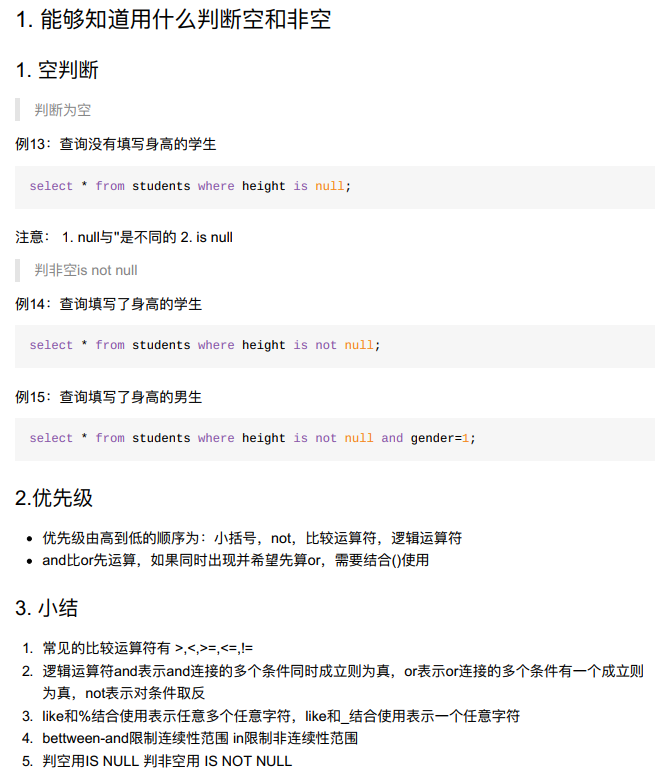 1. 能够知道用什么判断空和非空
1. 空判断
判断为空
例13：查询没有填写身高的学生
select * from students where height is null;
注意： 1. null与''是不同的 2. is null
判非空is not null
例14：查询填写了身高的学生
select * from students where height is not null;
例15：查询填写了身高的男生
select * from students where height is not null and gender=1;
2.优先级
• 优先级由高到低的顺序为：小括号，not，比较运算符，逻辑运算符
• and比or先运算，如果同时出现并希望先算or，需要结合()使用
3. 小结
1. 常见的比较运算符有 >,<,>=,<=,!=
2. 逻辑运算符and表示and连接的多个条件同时成立则为真，or表示or连接的多个条件有一个成立则
为真，not表示对条件取反
3. like和%结合使用表示任意多个任意字符，like和_结合使用表示一个任意字符
4. bettween-and限制连续性范围 in限制非连续性范围
5. 判空用IS NULL 判非空用 IS NOT NULL